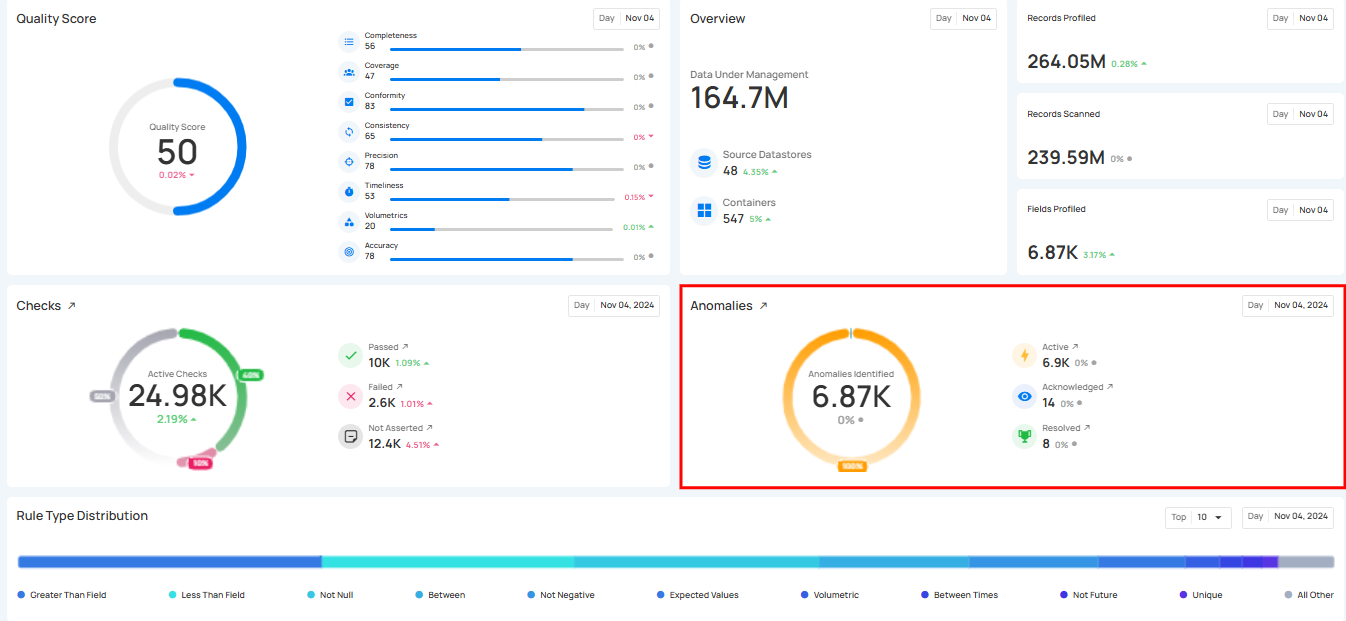 Quality Score
Day Nov 04
Quality Score
50
0.02%
Completeness
56
0%
Coverage
47
0%
Conformity
83
0%
Consistency
65
0%
Precision
78
0%
Timeliness
53
0.15%
Volumetrics
20
0.01%
Accuracy
78
0%
Overview
Day Nov 04
Data Under Management
164.7M
Source Datastores
48 4.35%
Containers
547 5%
Records Profiled
Day Nov 04
264.05M 0.28%
Records Scanned
Day Nov 04
239.59M 0%
Fields Profiled
Day Nov 04
6.87K 3.17%
Checks
Day Nov 04, 2024
Active Checks
24.98K
2.19%
40%
50%
10%
Passed
10K 1.09%
Failed
2.6K 1.01%
Not Asserted
12.4K 4.51%
Anomalies
Day Nov 04, 2024
Anomalies Identified
6.87K
0%
100%
Active
6.9K 0%
Acknowledged
14 0%
Resolved
8 0%
Rule Type Distribution
Top 10
Day Nov 04, 2024
Greater Than Field
Less Than Field
Not Null
Between
Not Negative
Expected Values
Volumetric
Between Times
Not Future
Unique
All Other